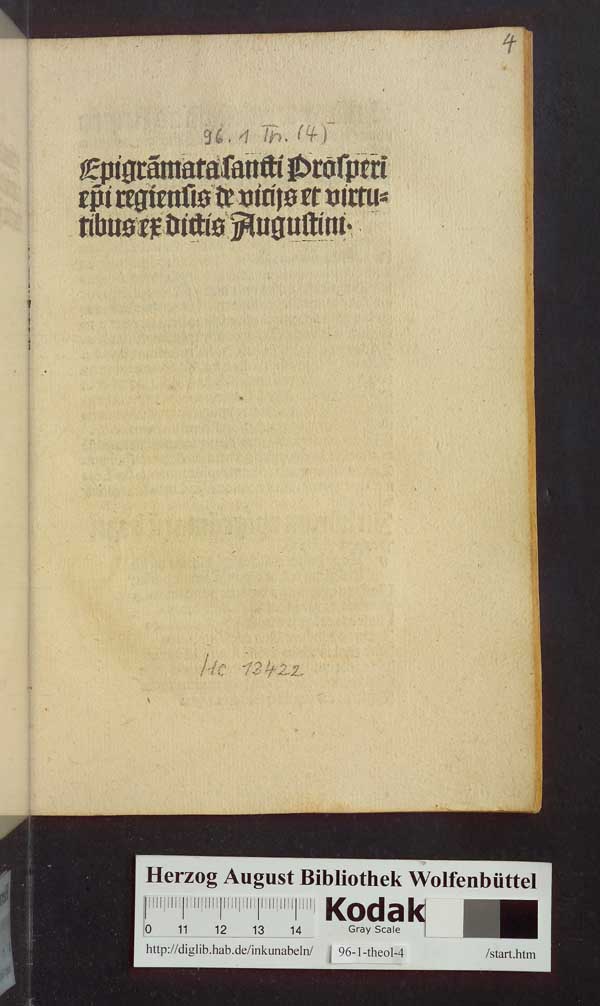 4
96. 1 Th. (4)
Epigrãmata sancti Prosperi
ep̃i regiensis de vicijs et virtu-
tibus ex dictis Augustini.
Hc 13422
Herzog August Bibliothek Wolfenbüttel
0 11 12 13 14
Kodak
Gray Scale
http://diglib.hab.de/inkunabeln/ 96-1-theol-4 /start.htm